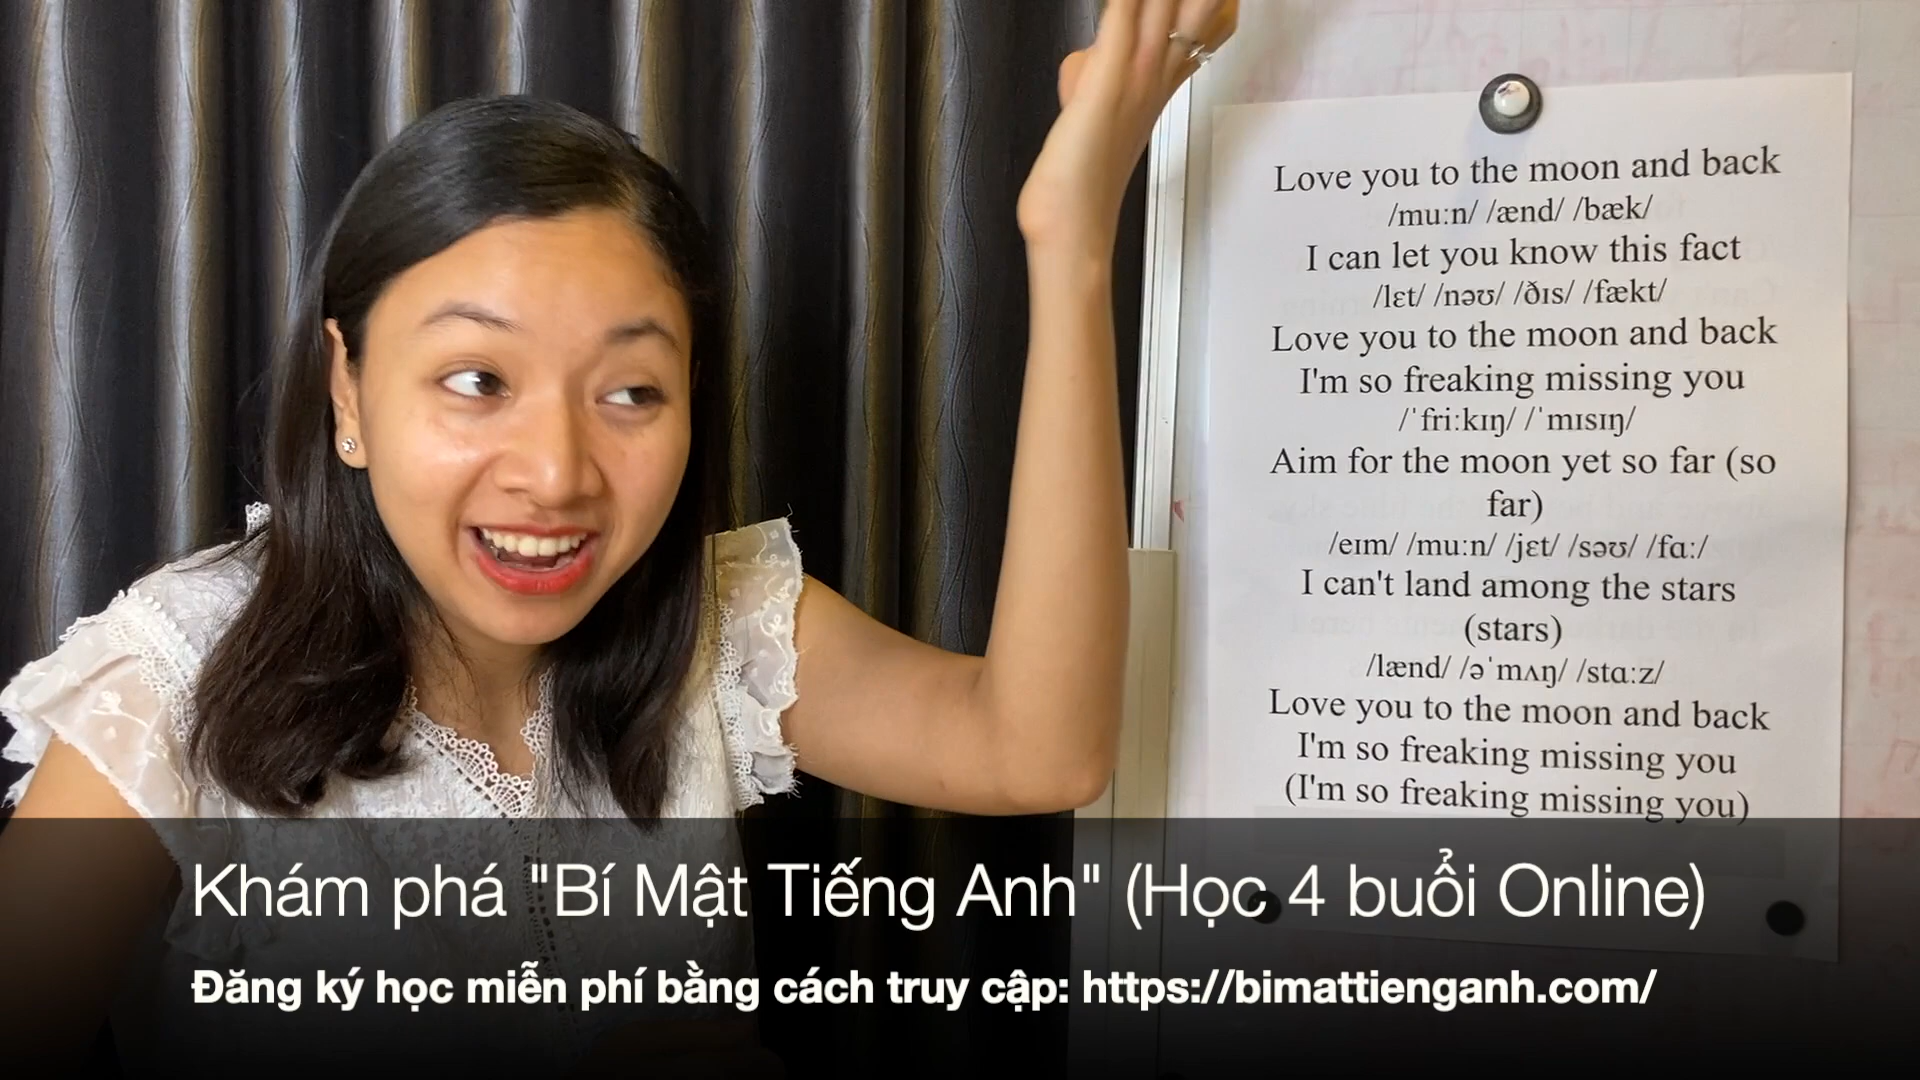 Love you to the moon and back
/muːn/ /ænd/ /bæk/
I can let you know this fact
/lɛt/ /nəʊ/ /ðɪs/ /fækt/
Love you to the moon and back
I'm so freaking missing you
/ˈfriːkɪŋ/ /ˈmɪsɪŋ/
Aim for the moon yet so far (so
far)
/eɪm/ /muːn/ /jɛt/ /səʊ/ /fɑː/
I can't land among the stars
(stars)
/lænd/ /əˈmʌŋ/ /stɑːz/
Love you to the moon and back
I'm so freaking missing you
(I'm so freaking missing you)
Khám phá "Bí Mật Tiếng Anh" (Học 4 buổi Online)
Đăng ký học miễn phí bằng cách truy cập: https://bimattienganh.com/